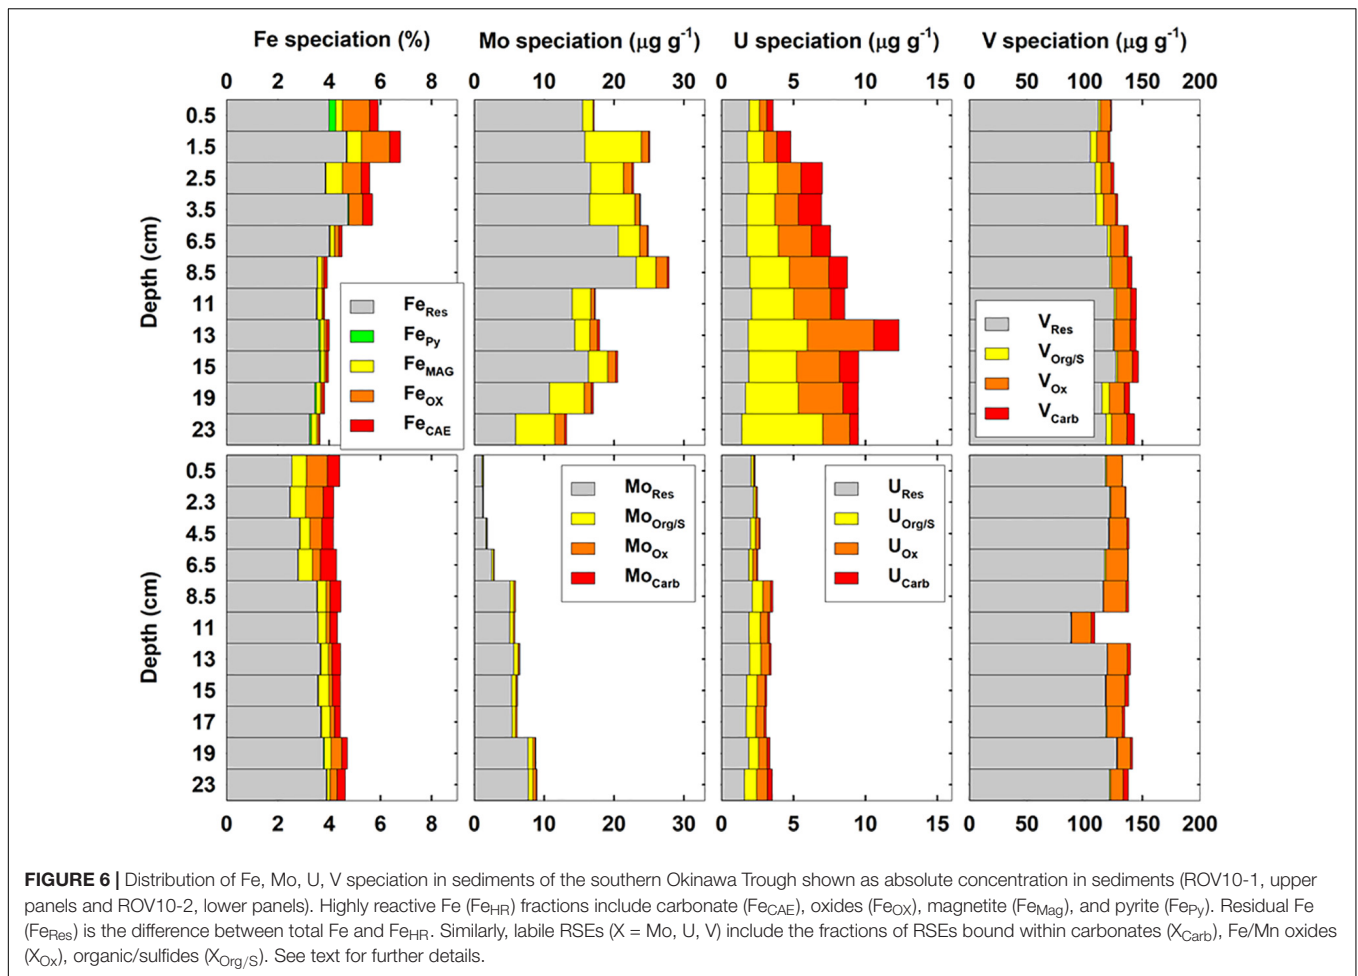 Fe speciation (%) Mo speciation (µg g⁻¹) U speciation (µg g⁻¹) V speciation (µg g⁻¹)
0 2 4 6 8 0 10 20 30 0 5 10 15 0 50 100 150 200
Depth (cm)
0.5
1.5
2.5
3.5
6.5
8.5
11
13
15
19
23
Fe_Res
Fe_Py
Fe_MAG
Fe_OX
Fe_CAE
V_Res
V_Org/S
V_Ox
V_Carb
Depth (cm)
0.5
2.3
4.5
6.5
8.5
11
13
15
17
19
23
Mo_Res
Mo_Org/S
Mo_Ox
Mo_Carb
U_Res
U_Org/S
U_Ox
U_Carb
0 2 4 6 8 0 10 20 30 0 5 10 15 0 50 100 150 200
FIGURE 6 | Distribution of Fe, Mo, U, V speciation in sediments of the southern Okinawa Trough shown as absolute concentration in sediments (ROV10-1, upper
panels and ROV10-2, lower panels). Highly reactive Fe (Fe_HR) fractions include carbonate (Fe_CAE), oxides (Fe_OX), magnetite (Fe_Mag), and pyrite (Fe_Py). Residual Fe
(Fe_Res) is the difference between total Fe and Fe_HR. Similarly, labile RSEs (X = Mo, U, V) include the fractions of RSEs bound within carbonates (X_Carb), Fe/Mn oxides
(X_Ox), organic/sulfides (X_Org/S). See text for further details.